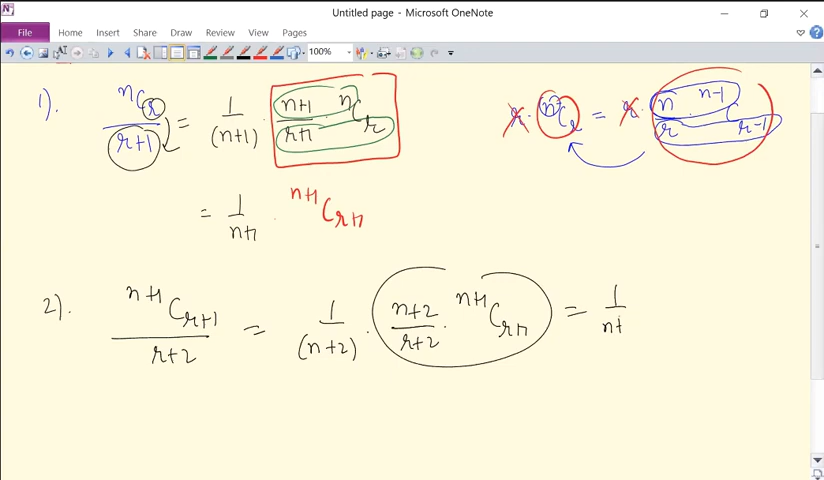 Untitled page - Microsoft OneNote
File Home Insert Share Draw History Review View Help
100%
1). ⁿCᵣ / (r+1) = 1/(n+1) · (n+1)/(r+1) · ⁿCᵣ
r · ⁿCᵣ = r · n/r · ⁿ⁻¹Cᵣ₋₁
= 1/(n+1) · ⁿ⁺¹Cᵣ₊₁
2). ⁿ⁺¹Cᵣ₊₁ / (r+2) = 1/(n+2) · (n+2)/(r+2) · ⁿ⁺¹Cᵣ₊₁ = 1/(n+